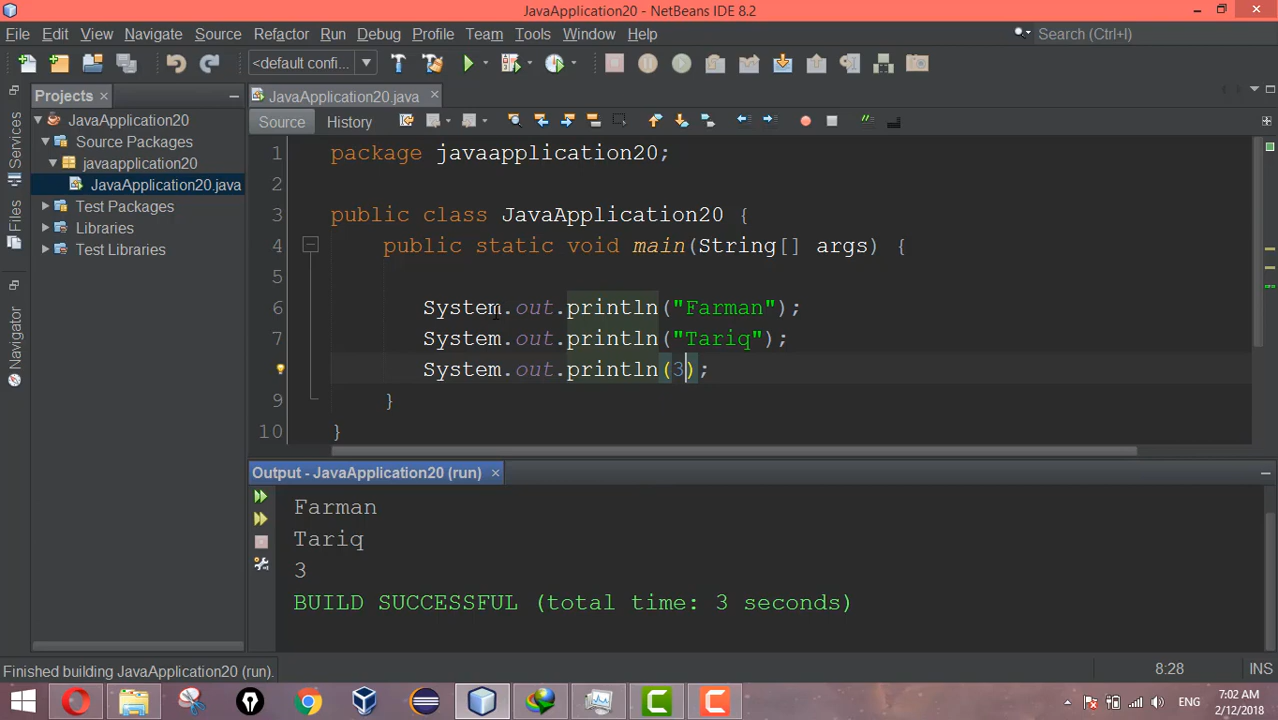 JavaApplication20 - NetBeans IDE 8.2
File Edit View Navigate Source Refactor Run Debug Profile Team Tools Window Help
Search (Ctrl+I)
<default confi...
Projects
JavaApplication20.java
Services
Files
Navigator
JavaApplication20
Source Packages
javaapplication20
JavaApplication20.java
Test Packages
Libraries
Test Libraries
Source History
1 package javaapplication20;
2
3 public class JavaApplication20 {
4 public static void main(String[] args) {
5
6 System.out.println("Farman");
7 System.out.println("Tariq");
System.out.println(3);
9 }
10 }
Output - JavaApplication20 (run)
Farman
Tariq
3
BUILD SUCCESSFUL (total time: 3 seconds)
Finished building JavaApplication20 (run).
8:28 INS
ENG
7:02 AM
2/12/2018